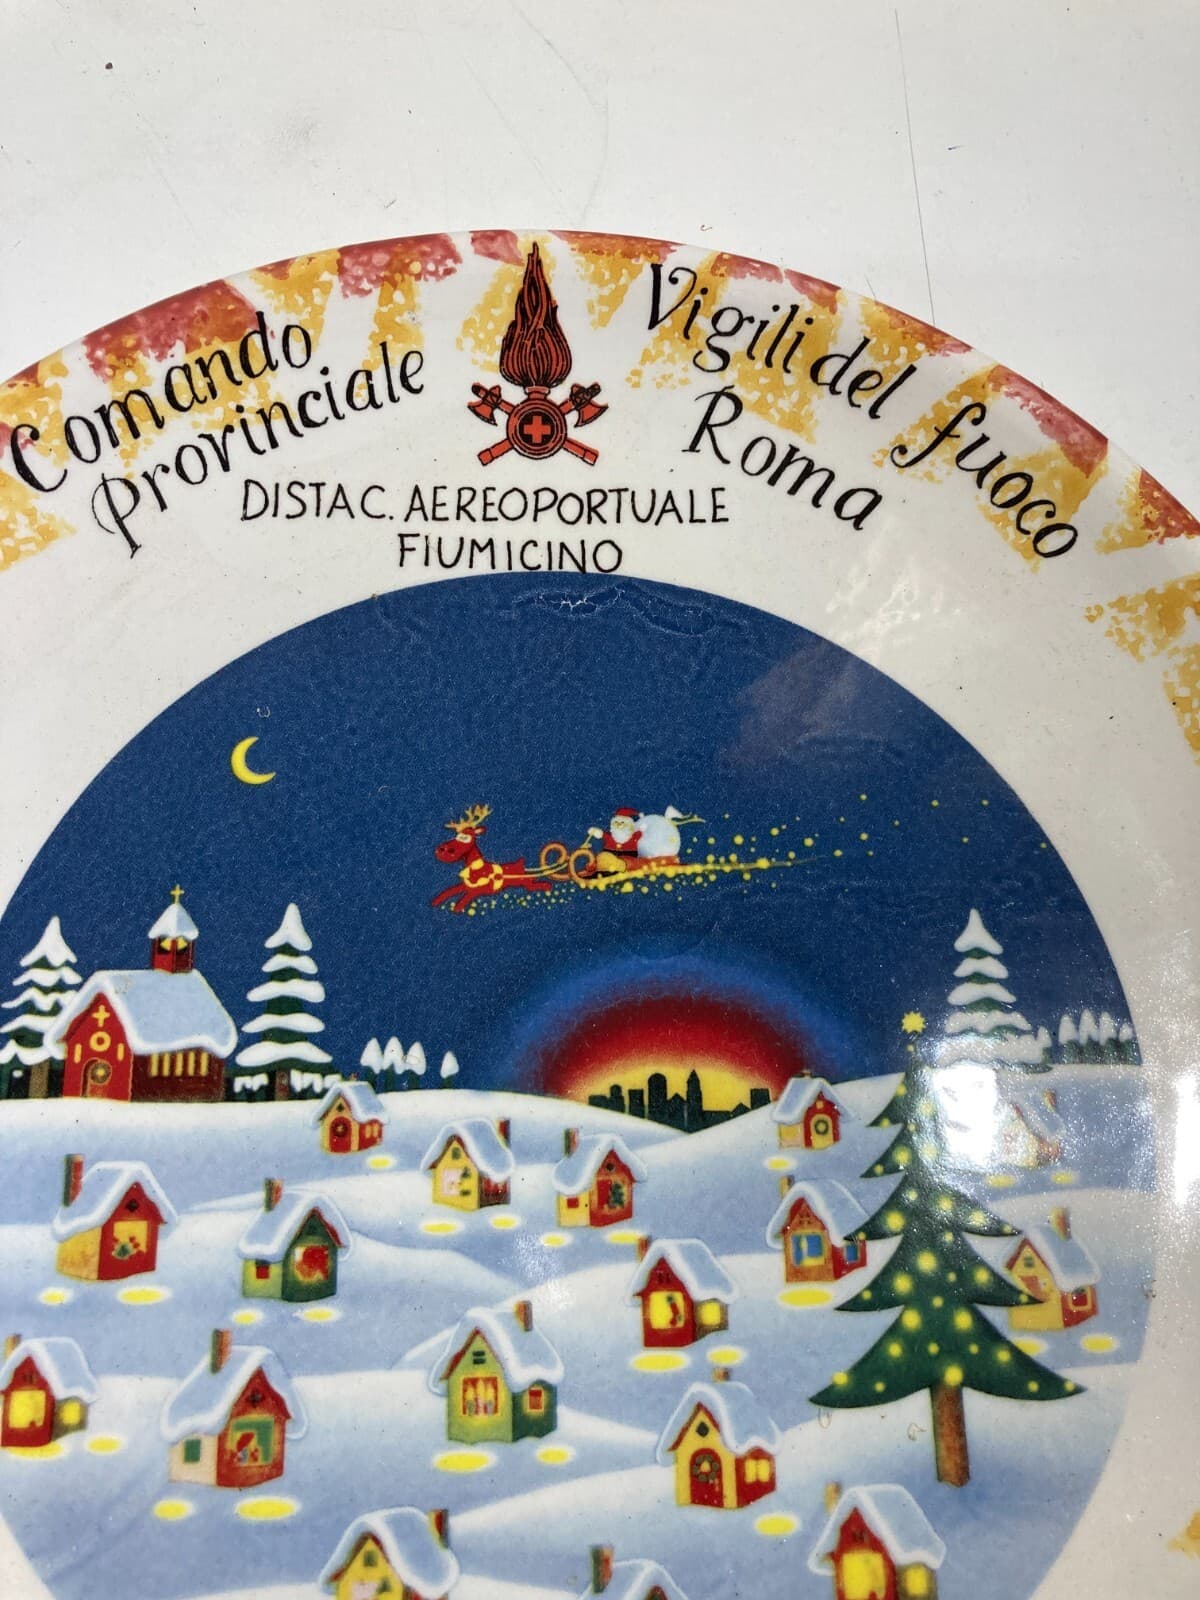 Comando
Provinciale
Vigili del fuoco
Roma
DISTAC. AEREOPORTUALE
FIUMICINO